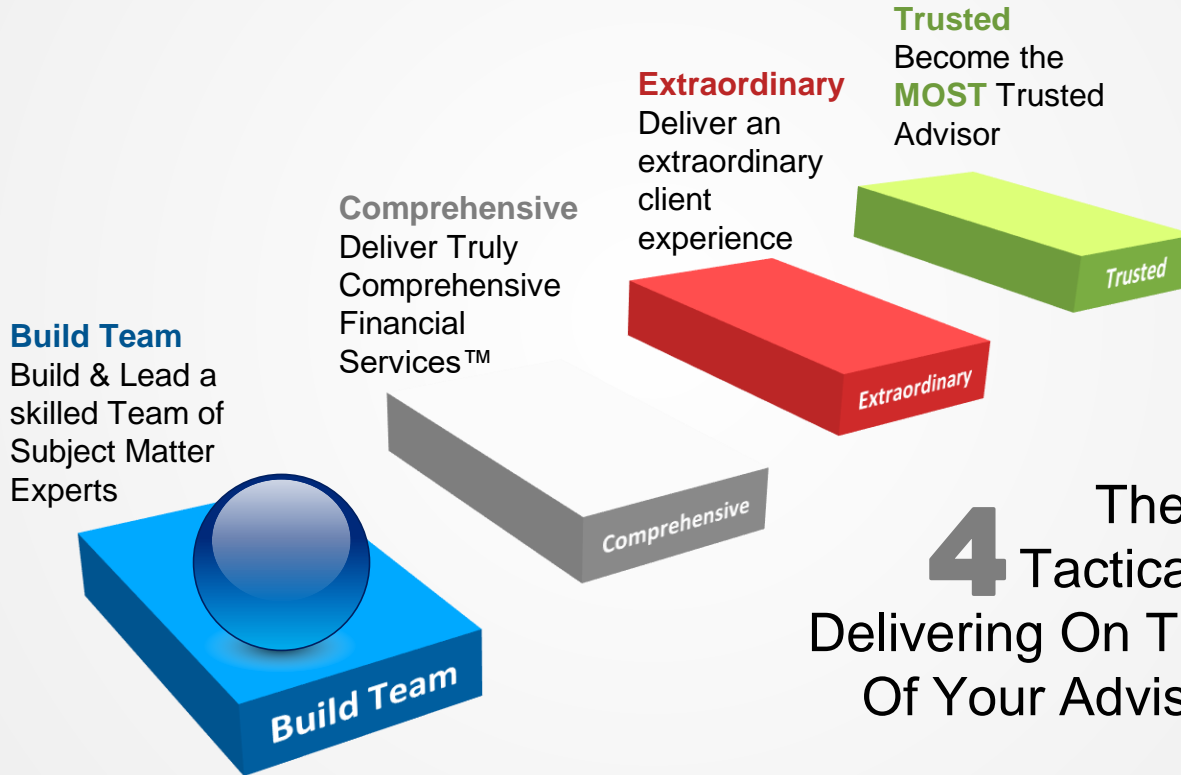 Trusted
Become the
MOST Trusted
Advisor
Extraordinary
Deliver an
extraordinary
client
experience
Comprehensive
Deliver Truly
Comprehensive
Financial
Services™
Build Team
Build & Lead a
skilled Team of
Subject Matter
Experts
Trusted
Extraordinary
Comprehensive
Build Team
The
4 Tactica
Delivering On T
Of Your Advis